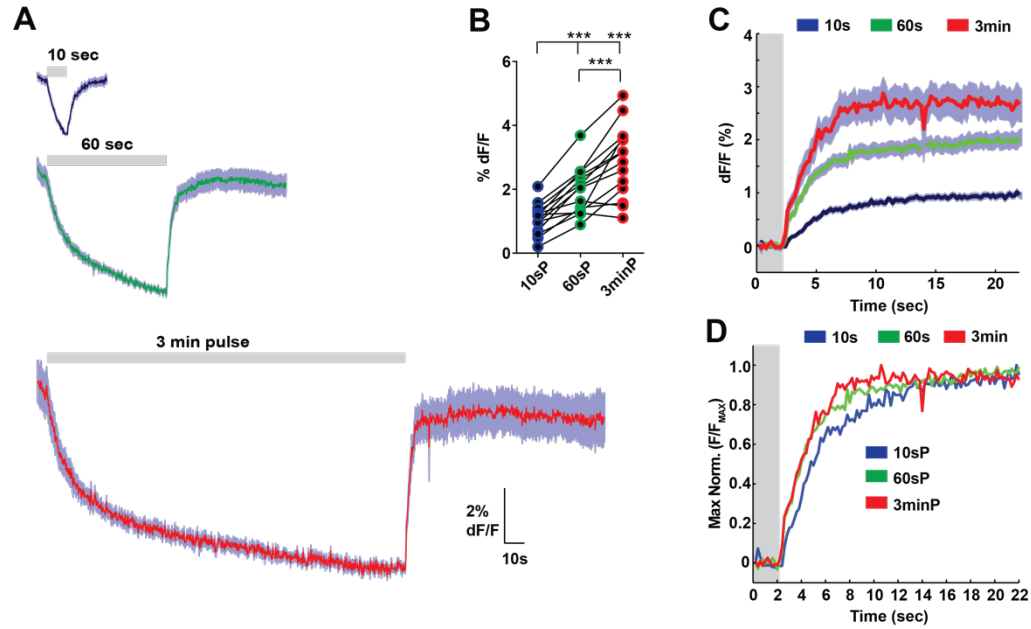 A
10 sec
60 sec
3 min pulse
2%
dF/F
10s
B
*** ***
***
% dF/F
6
4
2
0
10sP 60sP 3minP
C
10s 60s 3min
dF/F (%)
4
3
2
1
0
0 5 10 15 20
Time (sec)
D
10s 60s 3min
Max Norm. (F/FMAX)
1.0
0.8
0.6
0.4
0.2
0
10sP
60sP
3minP
0 2 4 6 8 10 12 14 16 18 20 22
Time (sec)